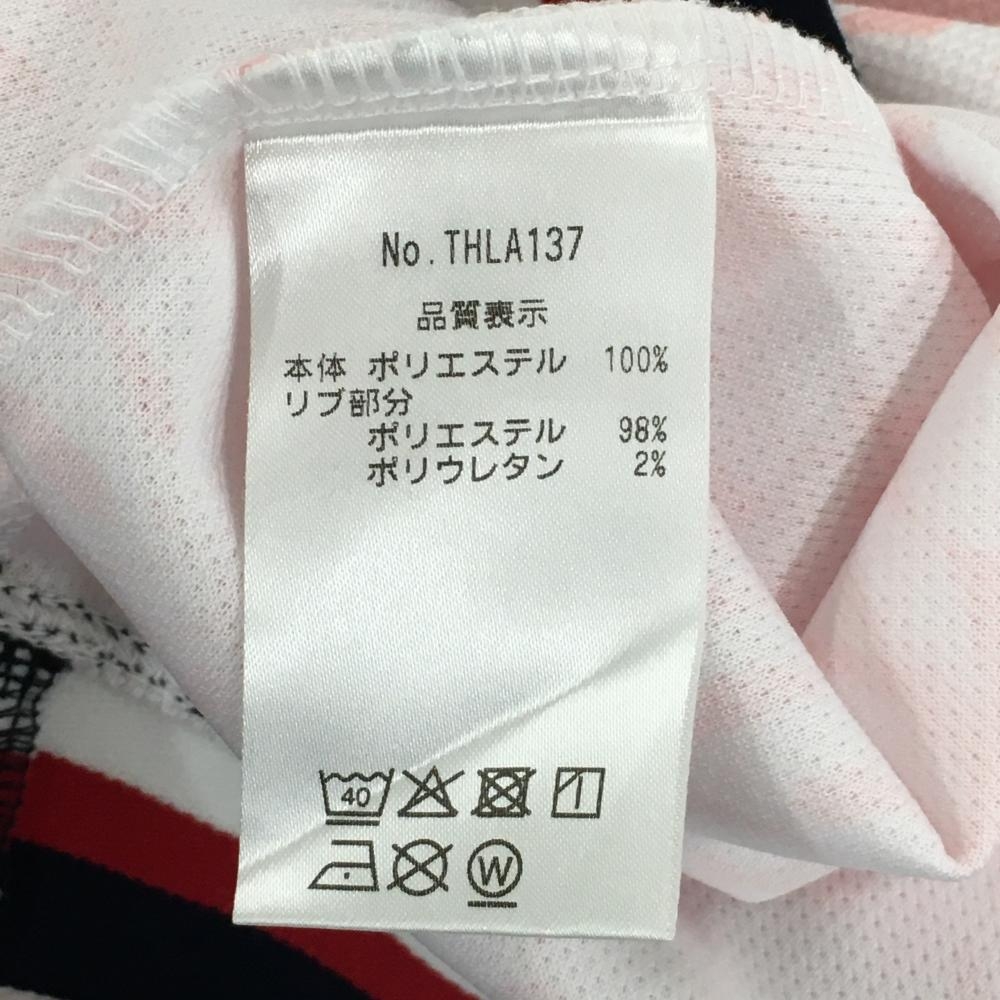 No.THLA137
品質表示
本体 ポリエステル 100%
リブ部分
ポリエステル 98%
ポリウレタン 2%
40
W